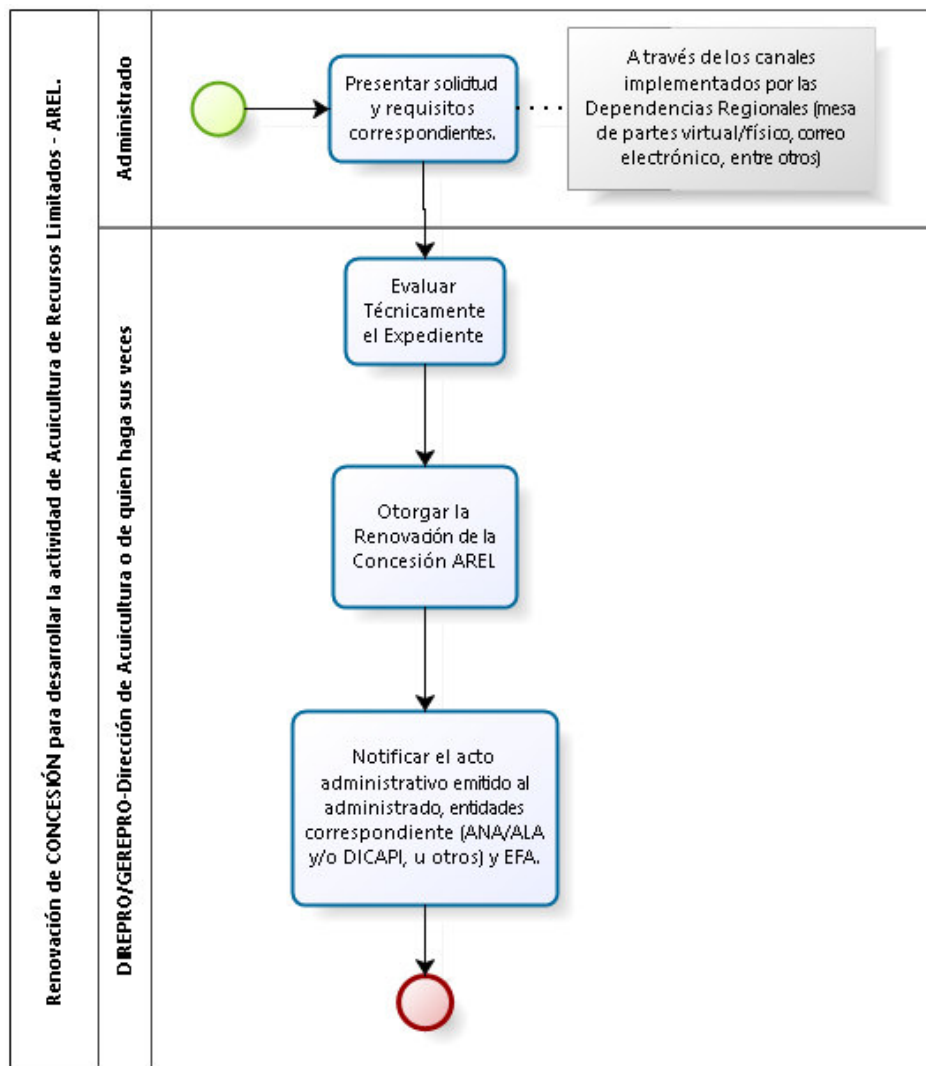 Renovación de CONCESIÓN para desarrollar la actividad de Acuicultura de Recursos Limitados - AREL.
Administrado
Presentar solicitud
y requisitos
correspondientes.
A través de los canales
implementados por las
Dependencias Regionales (mesa
de partes virtual/físico, correo
electrónico, entre otros)
DIREPRO/GEREPRO-Dirección de Acuicultura o de quien haga sus veces
Evaluar
Técnicamente
el Expediente
Otorgar la
Renovación de la
Concesión AREL
Notificar el acto
administrativo emitido al
administrado, entidades
correspondiente (ANA/ALA
y/o DICAPI, u otros) y EFA.